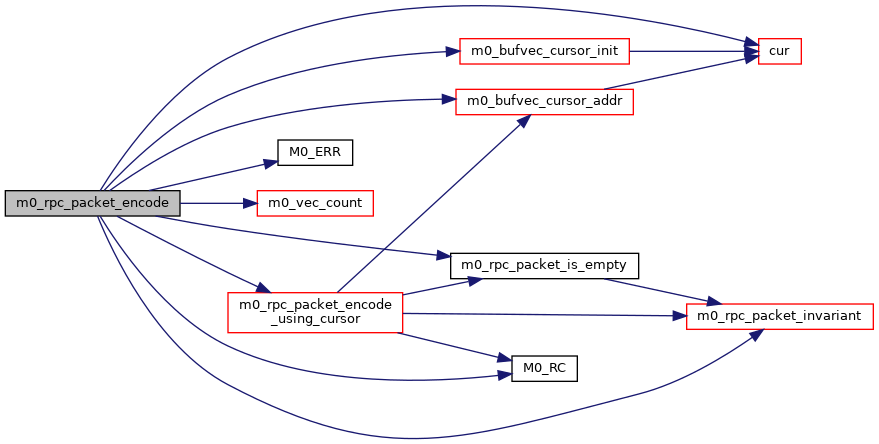 m0_bufvec_cursor_init
cur
m0_bufvec_cursor_addr
M0_ERR
m0_rpc_packet_encode
m0_vec_count
m0_rpc_packet_is_empty
m0_rpc_packet_encode
_using_cursor
m0_rpc_packet_invariant
M0_RC